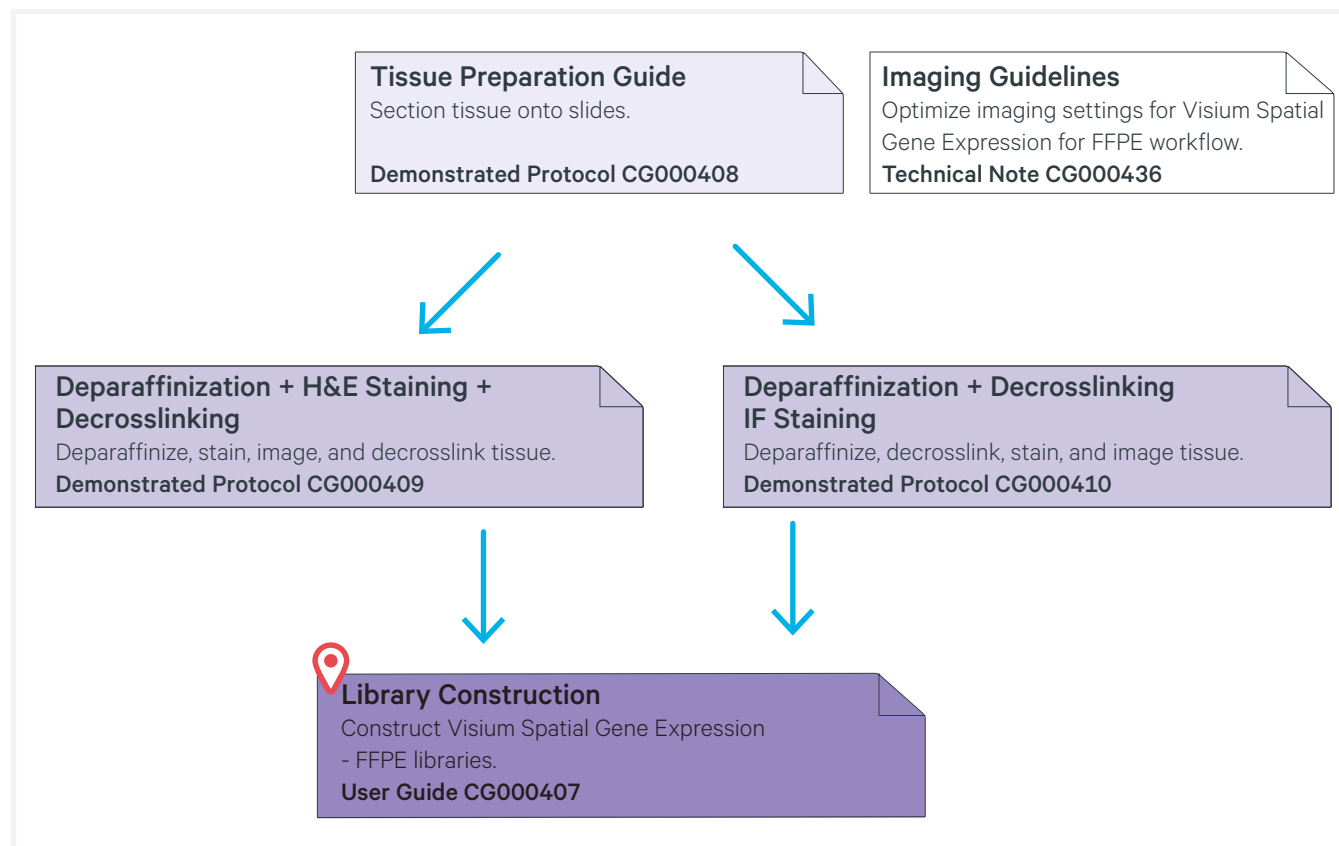 Tissue Preparation Guide
Section tissue onto slides.
Demonstrated Protocol CG000408
Imaging Guidelines
Optimize imaging settings for Visium Spatial
Gene Expression for FFPE workflow.
Technical Note CG000436
Deparaffinization + H&E Staining +
Decrosslinking
Deparaffinize, stain, image, and decrosslink tissue.
Demonstrated Protocol CG000409
Deparaffinization + Decrosslinking
IF Staining
Deparaffinize, decrosslink, stain, and image tissue.
Demonstrated Protocol CG000410
Library Construction
Construct Visium Spatial Gene Expression
- FFPE libraries.
User Guide CG000407